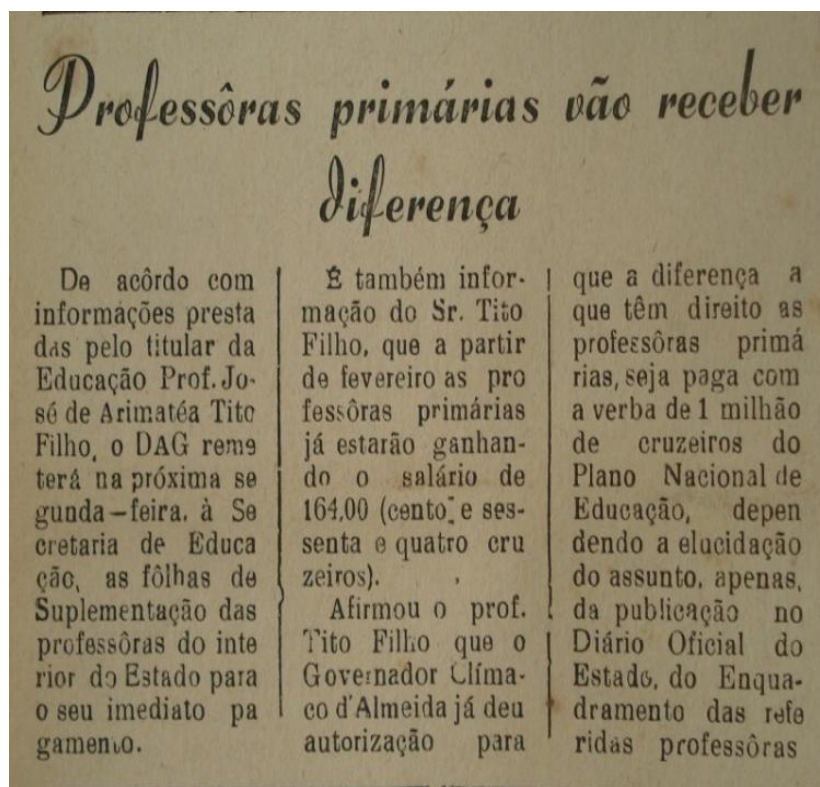 Professôras primárias vão receber
diferença
De acôrdo com
informações presta
das pelo titular da
Educação Prof. Jo-
sé de Arimatéa Tito
Filho, o DAG reme
terá na próxima se
gunda-feira. à Se
cretaria de Educa
ção, as fôlhas de
Suplementação das
professôras do inte
rior do Estado para
o seu imediato pa
gamento.
É também infor-
mação do Sr. Tito
Filho, que a partir
de fevereiro as pro
fessôras primárias
já estarão ganhan-
do o salário de
164,00 (cento e ses-
senta e quatro cru
zeiros).
Afirmou o prof.
Tito Filho que o
Governador Clíma-
co d'Almeida já deu
autorização para
que a diferença a
que têm direito as
professôras primá
rias, seja paga com
a verba de 1 milhão
de cruzeiros do
Plano Nacional de
Educação, depen
dendo a elucidação
do assunto, apenas,
da publicação no
Diário Oficial do
Estado, do Enqua-
dramento das refe
ridas professôras